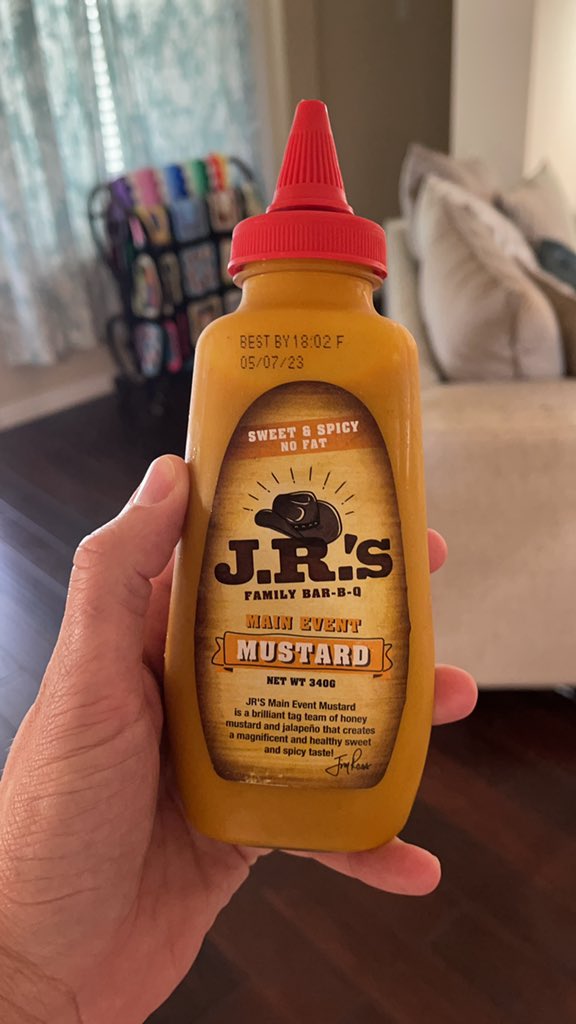 BEST BY 18:02 F
05/07/23
SWEET & SPICY
NO FAT
J.R.'S
FAMILY BAR-B-Q
MAIN EVENT
MUSTARD
NET WT 340G
JR'S Main Event Mustard
is a brilliant tag team of honey
mustard and jalapeño that creates
a magnificent and healthy sweet
and spicy taste!
Jim Ross